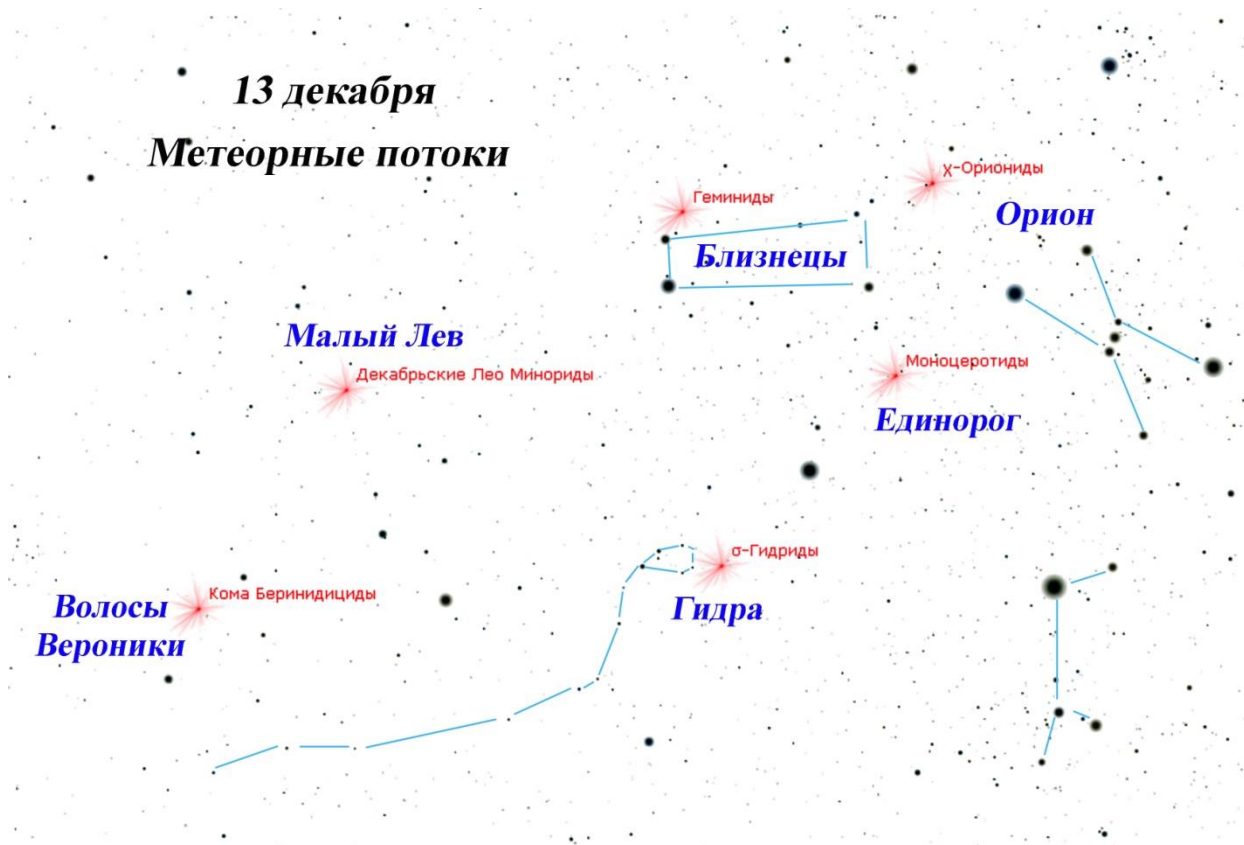 13 декабря
Метеорные потоки
χ-Ориониды
Геминиды
Орион
Близнецы
Малый Лев
Моноцеротиды
Декабрьские Лео Минориды
Единорог
σ-Гидриды
Кома Беринидициды
Волосы
Вероники
Гидра